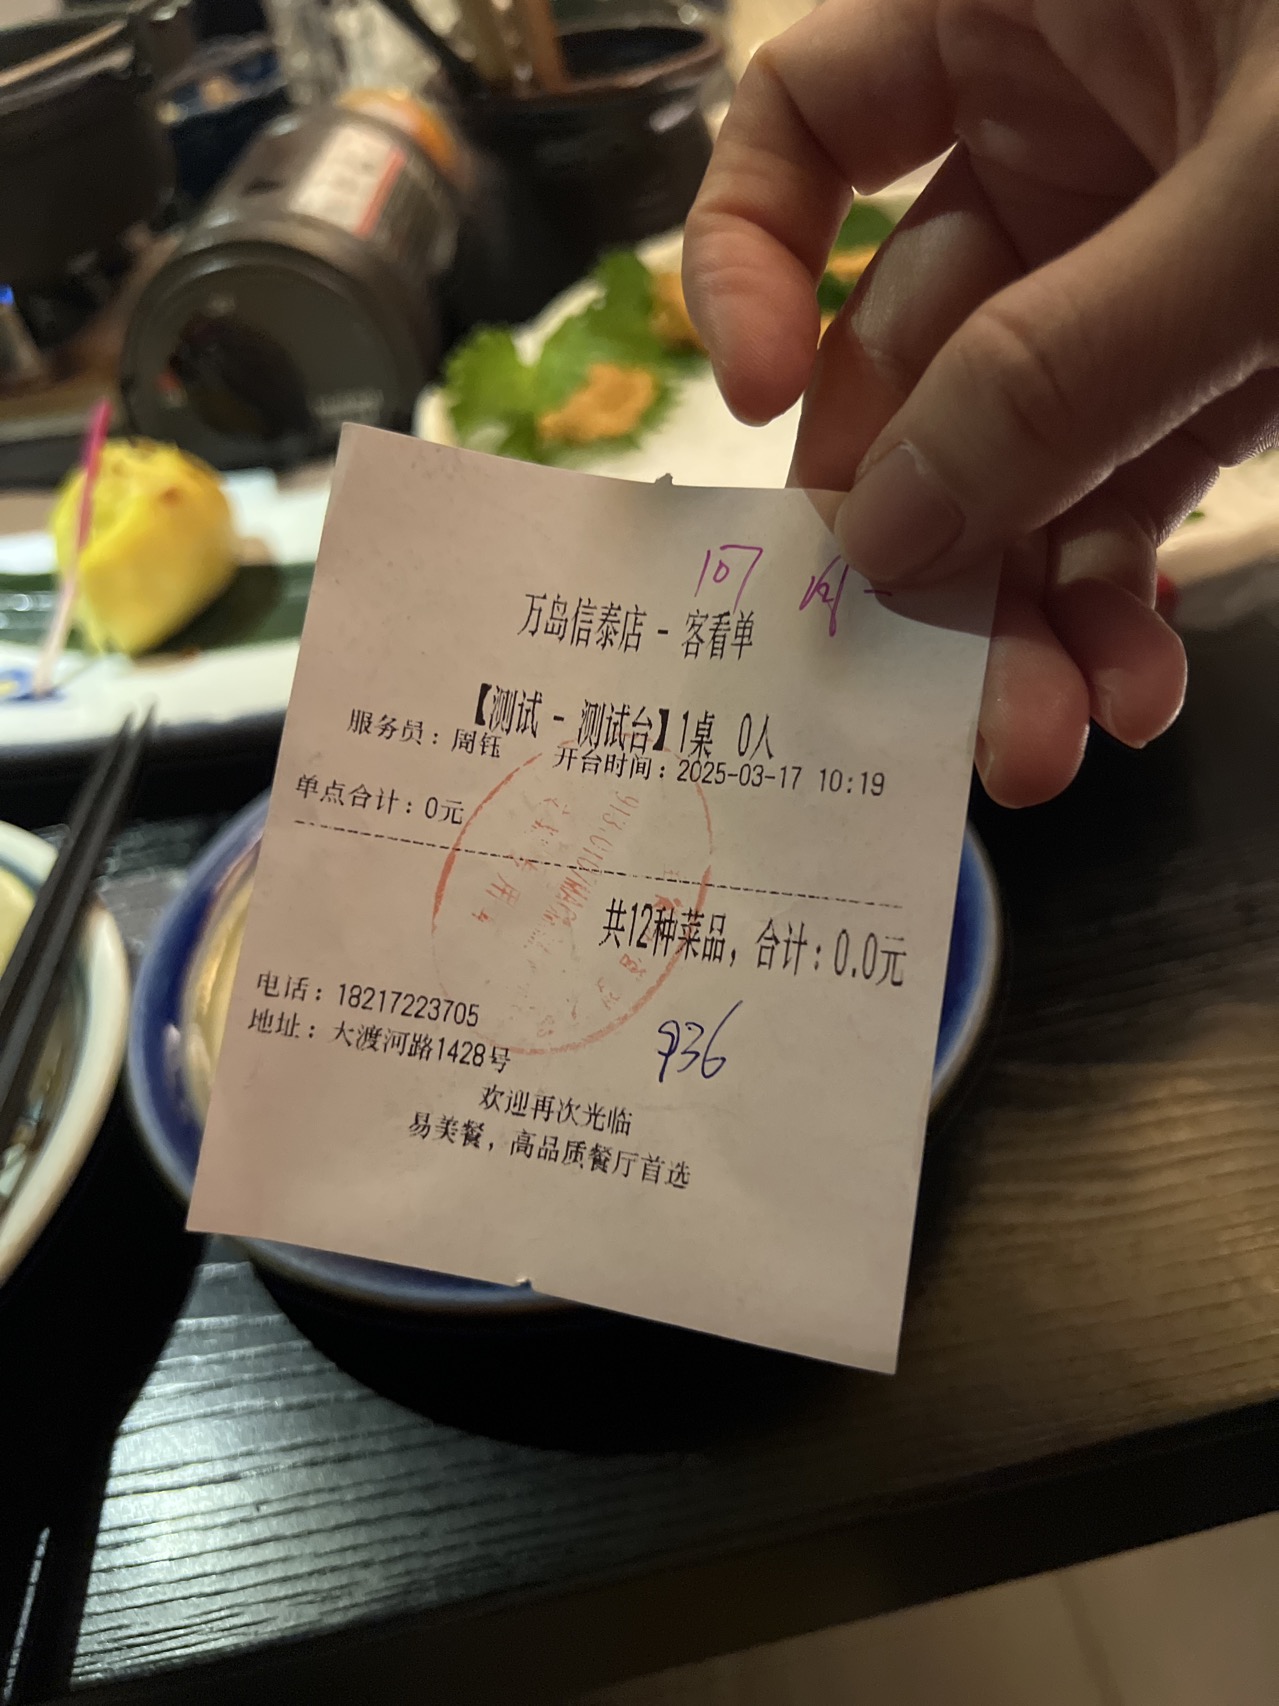 107
万岛信泰店 - 客看单
【测试 - 测试台】1桌 0人
服务员：周钰 开台时间：2025-03-17 10:19
单点合计：0元
共12种菜品，合计：0.0元
936
电话：18217223705
地址：大渡河路1428号
欢迎再次光临
易美餐，高品质餐厅首选